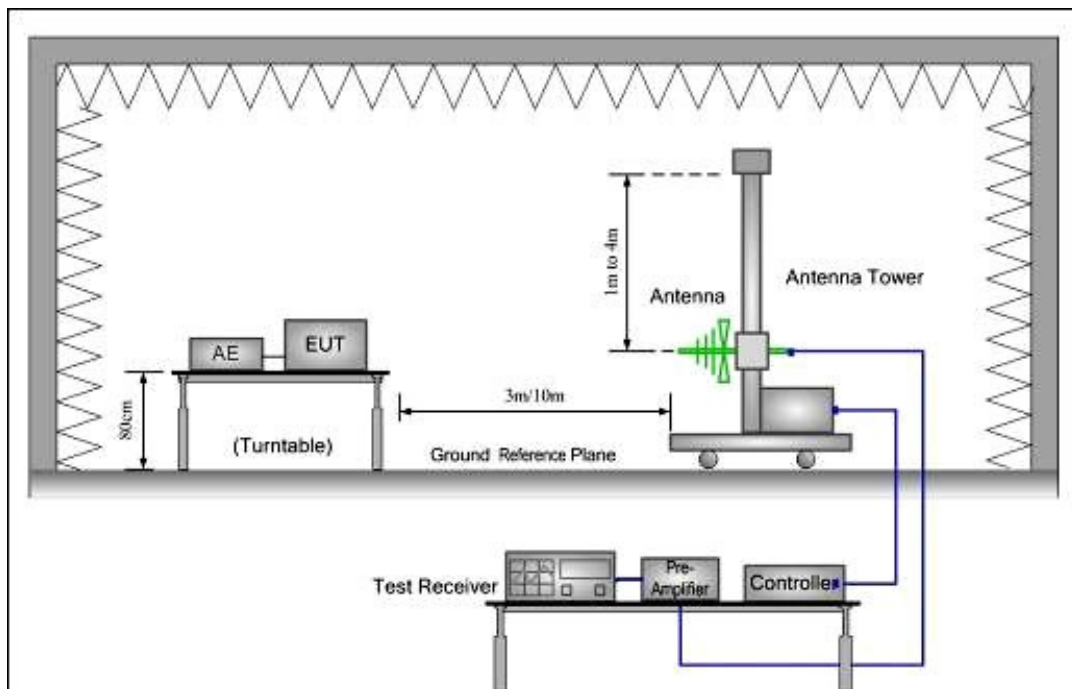 1m to 4m
Antenna Tower
Antenna
AE
EUT
80cm
3m/10m
(Turntable)
Ground Reference Plane
Test Receiver
Pre-
Amplifier
Controller